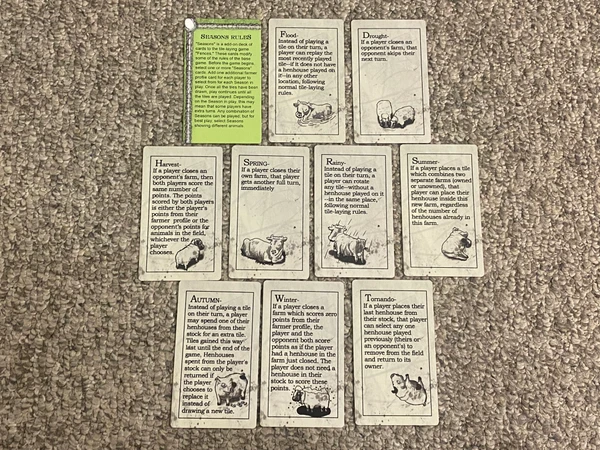 SEASONS RULES
"Seasons" is a add-on deck of
cards to the tile laying game
"Fences." These cards modify
some of the rules of the base
game. Before the game begins,
select one or more "Seasons"
cards. Add one additional farmer
profile card for each player to
select from for each Season in
play. Once all the tiles have been
drawn, play continues until all
the tiles are played. Depending
on the Season in play, this may
mean that some players have
extra turns. Any combination of
Seasons can be played, but for
best play, select Seasons
showing different animals
Flood-
Instead of playing a
tile on their turn, a
player can replay the
most recently played
tile--if it does not have
a henhouse played on
it--in any other
location, following
normal tile-laying
rules.
Drought-
If a player closes an
opponent's farm, that
opponent skips their
next turn.
Harvest-
If a player closes an
opponent's farm, then
both players score the
same number of
points. The points
scored by both players
is either the player's
points from their
farmer profile or the
opponent's points for
animals in the field,
whichever the
player
chooses.
SPRING-
If a player closes their
own farm, that player
gets another full turn,
immediately
Rainy-
Instead of playing a
tile on their turn, a
player can rotate
any tile--without a
henhouse played on it
--in the same place,
following normal
tile-laying rules.
Summer-
If a player places a tile
which combines two
separate farms (owned
or unowned), that
player can place their
henhouse inside this
new farm, regardless
of the number of
henhouses already in
this farm.
AUTUMN-
Instead of playing a tile
on their turn, a player
may spend one of their
henhouses from their
stock for an extra tile.
Tiles gained this way
last until the end of the
game. Henhouses
spent from the player's
stock can only be
returned if
the player
chooses to
replace it
instead of
drawing a new tile.
Winter-
If a player closes a
farm which scores zero
points from their
farmer profile, the
player and the
opponent both score
points as if the player
had a henhouse in the
farm just closed. The
player does not need a
henhouse in their
stock to score these
points.
Tornado-
If a player places their
last henhouse from
their stock, that player
can select any one
henhouse played
previously (theirs or
an opponent's) to
remove from the field
and return to its
owner.